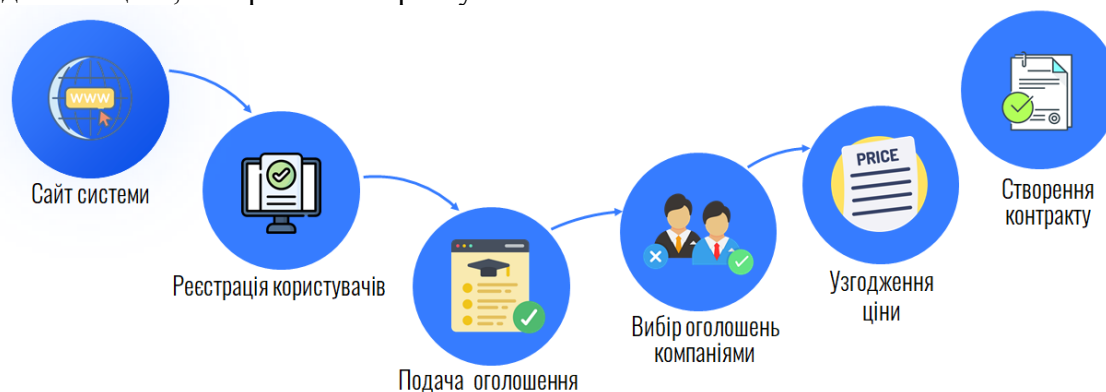 www
Сайт системи
Реєстрація користувачів
Подача оголошення
Вибір оголошень
компаніями
PRICE
Узгодження
ціни
Створення
контракту